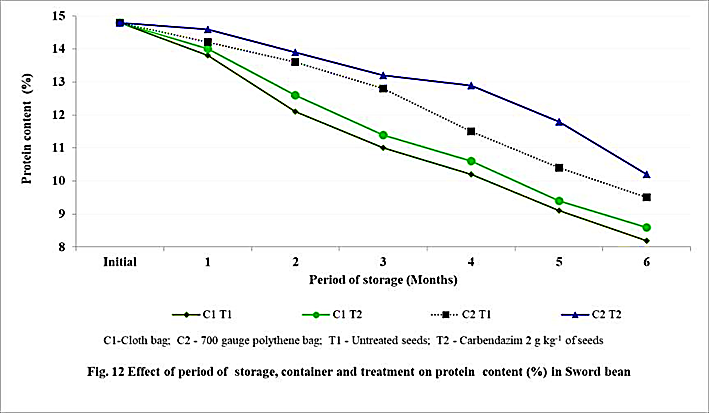 15
14
13
12
11
10
9
8
Protein content (%)
Initial 1 2 3 4 5 6
Period of storage (Months)
C1 T1 C1 T2 C2 T1 C2 T2
C1-Cloth bag; C2 - 700 gauge polythene bag; T1 - Untreated seeds; T2 - Carbendazim 2 g kg⁻¹ of seeds
Fig. 12 Effect of period of storage, container and treatment on protein content (%) in Sword bean